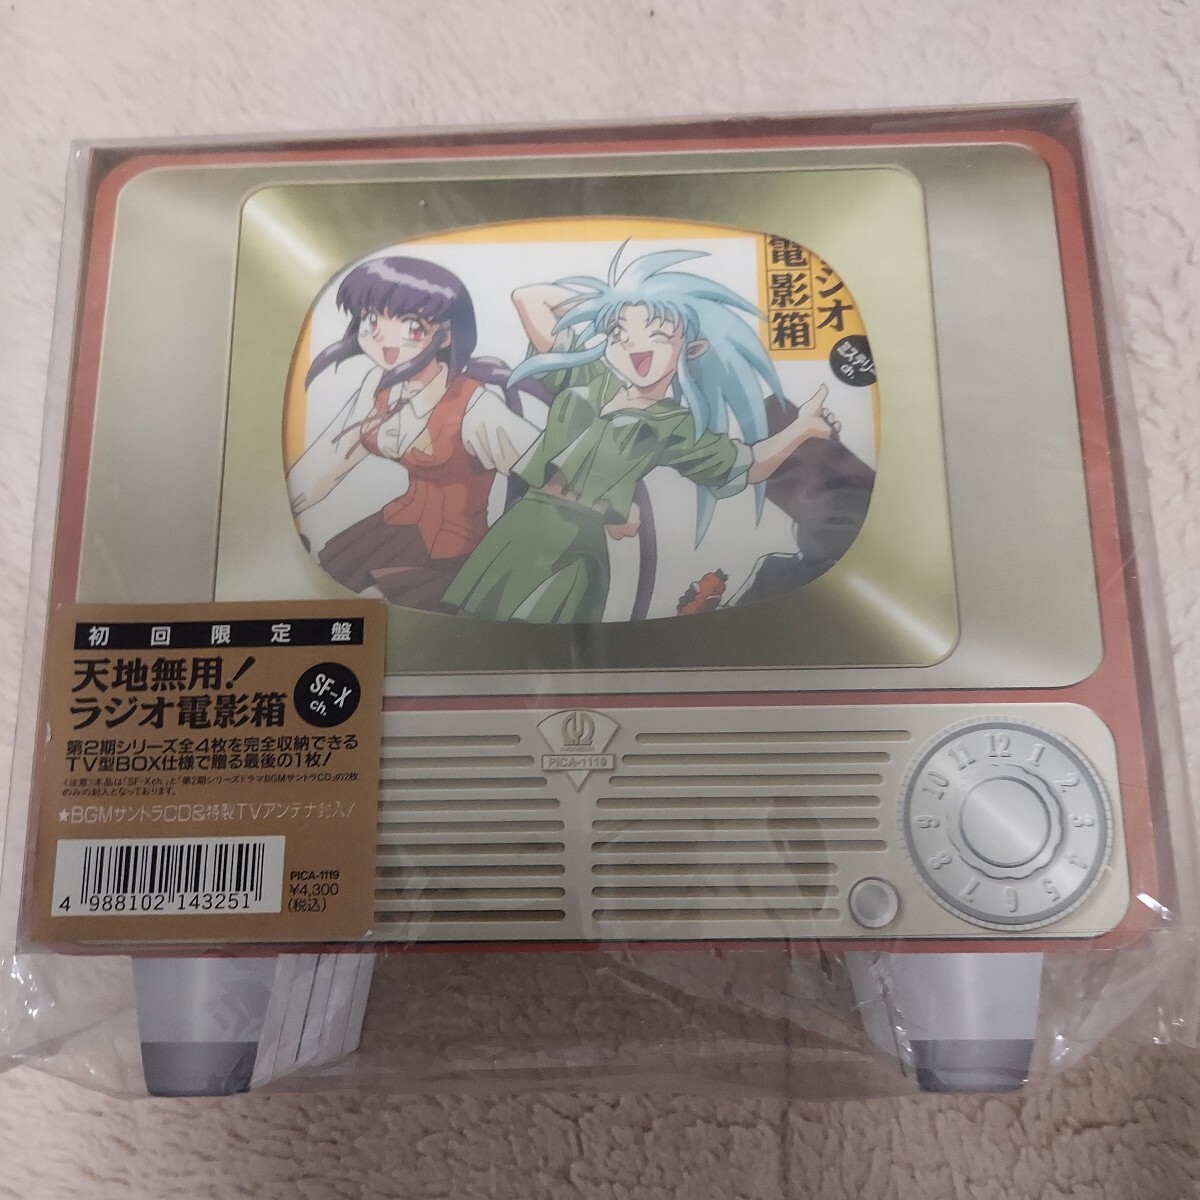 ラジオ
電影箱
ミステリー
ch.
初回限定盤
天地無用!
ラジオ電影箱
SF-X
ch.
第2期シリーズ全4枚を完全収納できる
TV型BOX仕様で贈る最後の1枚!
〈注意〉本品は「SF-Xch.」と「第2期シリーズドラマBGMサントラCD」の2枚
のみの封入となっております。
★BGMサントラCD&特製TVアンテナ封入!
PICA-1119
¥4,300
(税込)
4 988102 143251
PIONEER
PICA-1119
12
1
2
3
4
5
6
7
8
9
10
11